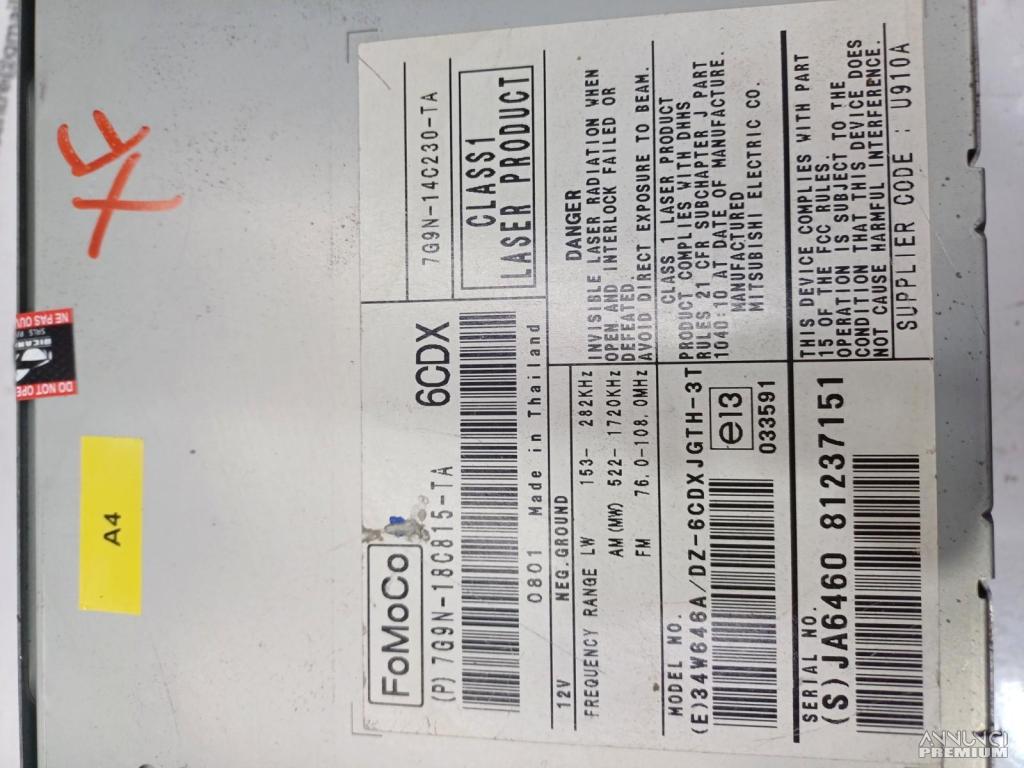 FoMoCo
6CDX
7G9N-14C230-TA
(P) 7G9N-18C815-TA
CLASS1
LASER PRODUCT
0801 Made in Thailand
12V NEG.GROUND
FREQUENCY RANGE LW 153- 282KHz
AM (MW) 522- 1720KHz
FM 76.0-108.0MHz
DANGER
INVISIBLE LASER RADIATION WHEN
OPEN AND INTERLOCK FAILED OR
DEFEATED.
AVOID DIRECT EXPOSURE TO BEAM.
CLASS 1 LASER PRODUCT
PRODUCT COMPLIES WITH DHHS
RULES 21 CFR SUBCHAPTER J PART
1040:10 AT DATE OF MANUFACTURE.
MANUFACTURED
MITSUBISHI ELECTRIC CO.
MODEL NO.
(E)34W646A/DZ-6CDXJGTH-3T
e13
033591
SERIAL NO.
(S)JA6460 81237151
THIS DEVICE COMPLIES WITH PART
15 OF THE FCC RULES.
OPERATION IS SUBJECT TO THE
CONDITION THAT THIS DEVICE DOES
NOT CAUSE HARMFUL INTERFERENCE.
SUPPLIER CODE : U910A
A4
DO NOT OPE
NE PAS OUV
ANNUNCI
PREMIUM